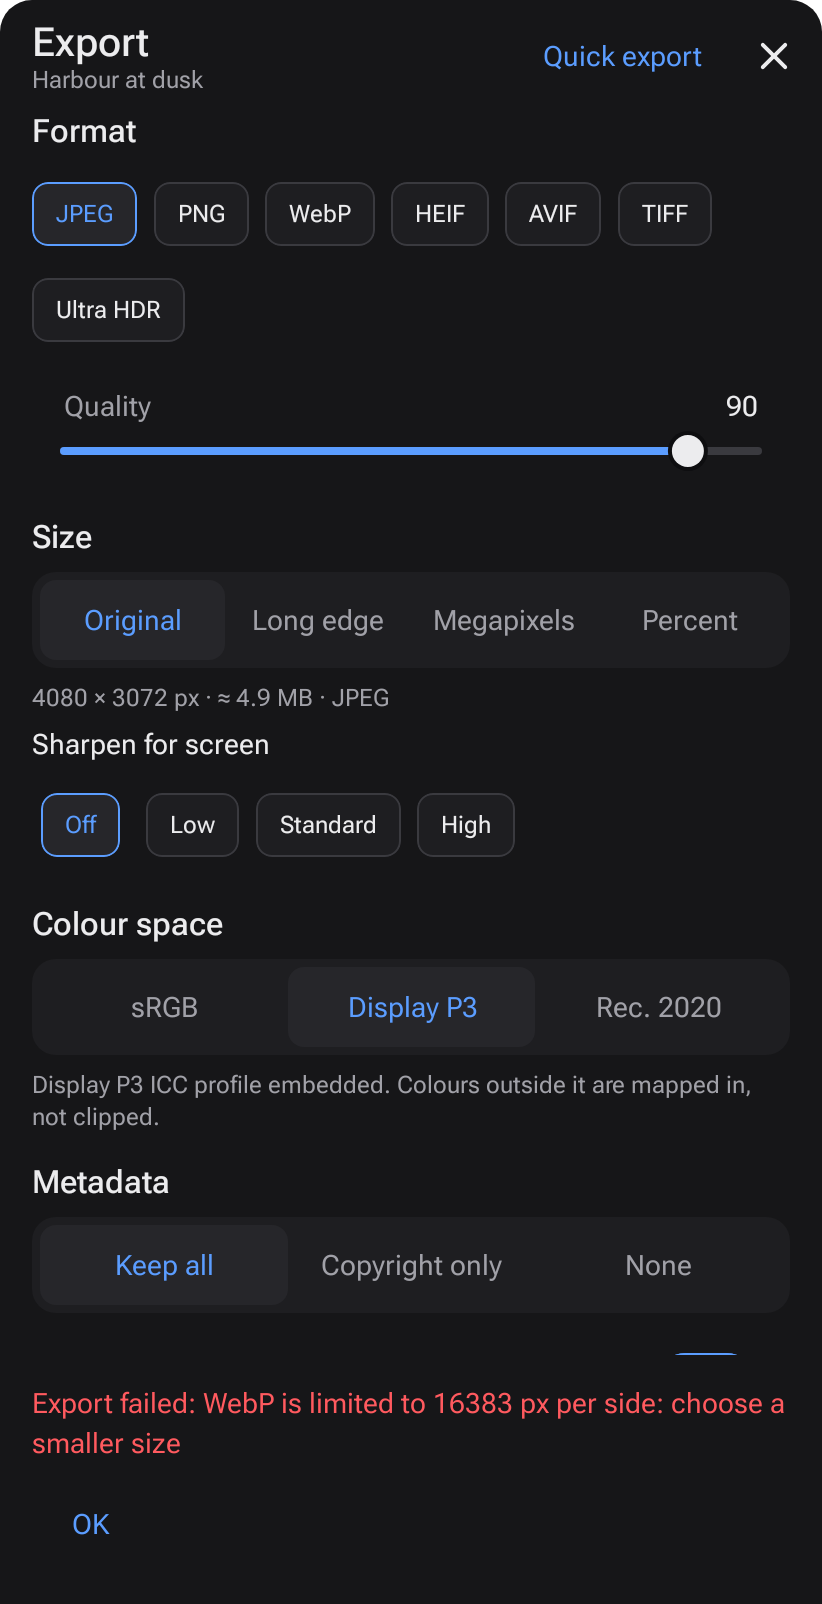 Export
Quick export
Harbour at dusk
Format
JPEG PNG WebP HEIF AVIF TIFF
Ultra HDR
Quality 90
Size
Original Long edge Megapixels Percent
4080 × 3072 px · ≈ 4.9 MB · JPEG
Sharpen for screen
Off Low Standard High
Colour space
sRGB Display P3 Rec. 2020
Display P3 ICC profile embedded. Colours outside it are mapped in,
not clipped.
Metadata
Keep all Copyright only None
Export failed: WebP is limited to 16383 px per side: choose a
smaller size
OK